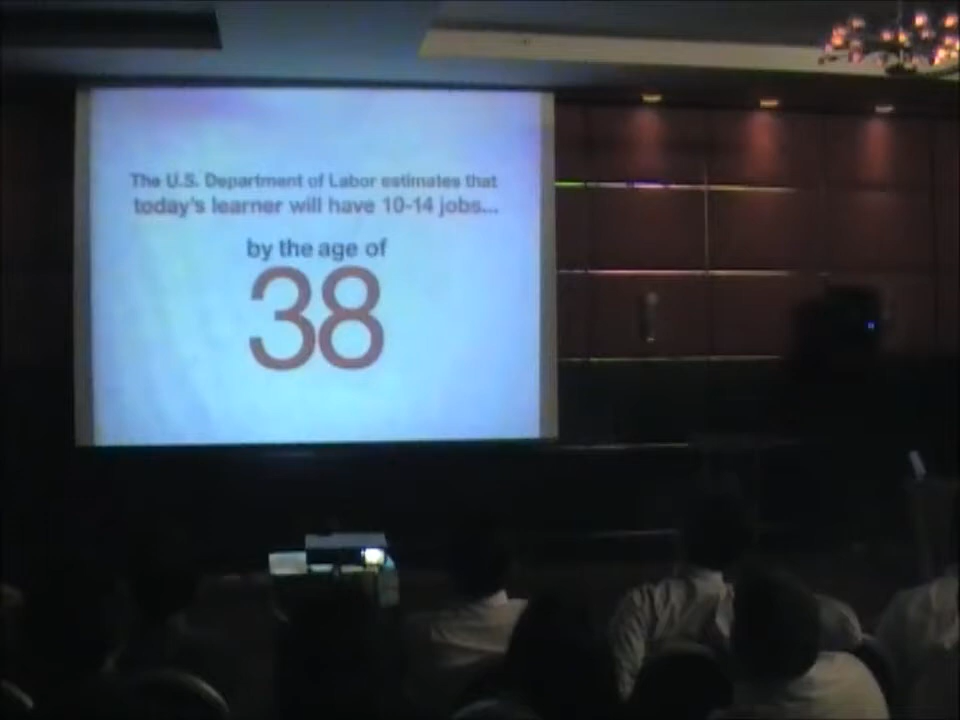 The U.S. Department of Labor estimates that
today's learner will have 10-14 jobs...
by the age of
38